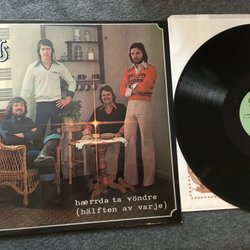 hærrda ta vöndre
(hälften av varje)